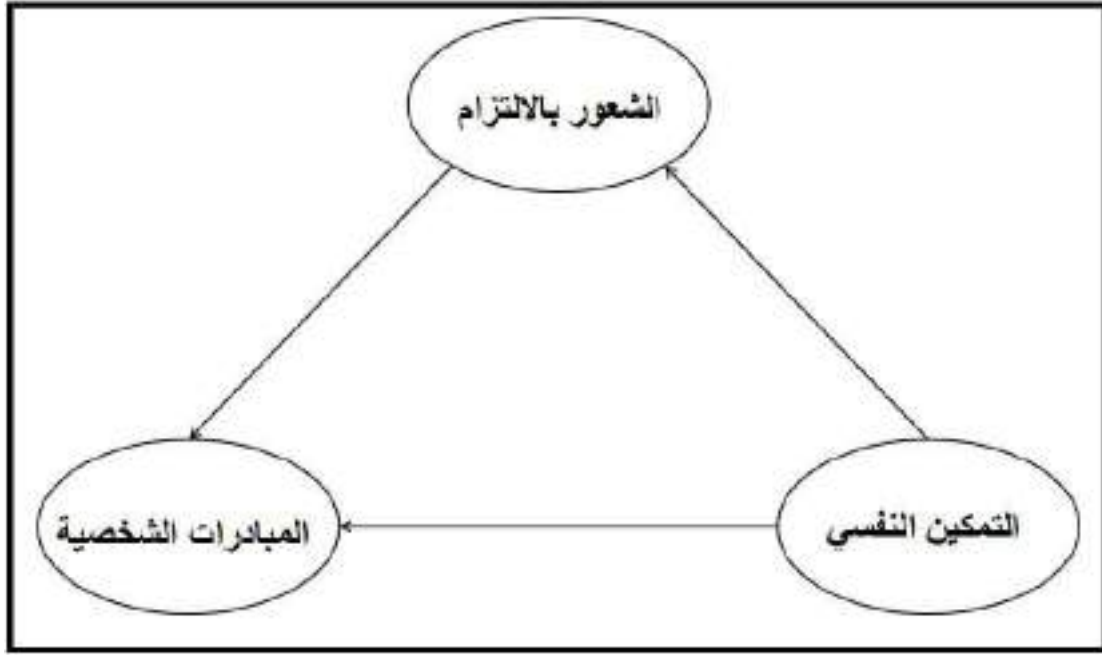 الشعور بالالتزام
التمكين النفسي
المبادرات الشخصية